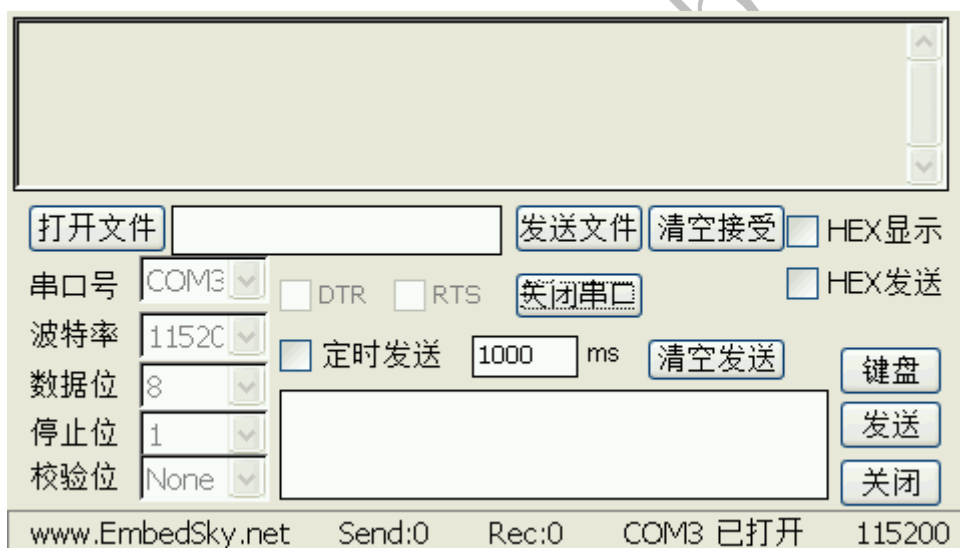 打开文件 发送文件 清空接受 HEX显示
串口号 COM3 DTR RTS 关闭串口 HEX发送
波特率 11520 定时发送 1000 ms 清空发送 键盘
数据位 8
停止位 1 发送
校验位 None 关闭
www.EmbedSky.net Send:0 Rec:0 COM3 已打开 115200